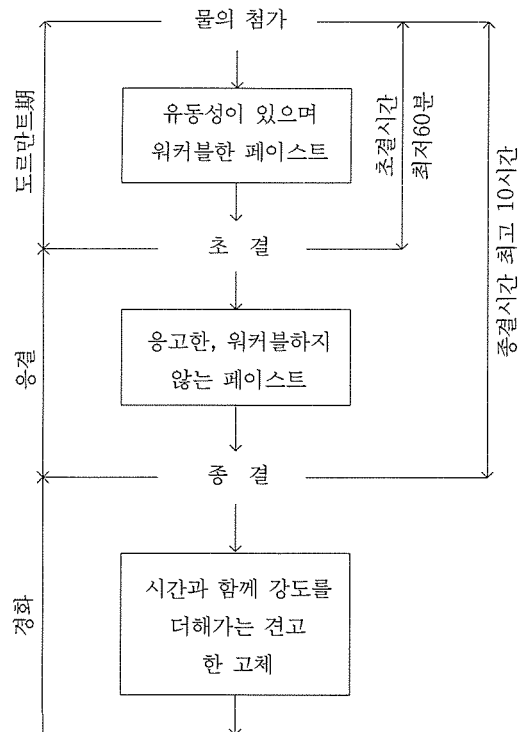 물의 첨가
유동성이 있으며
워커블한 페이스트
도르만트期
초결시간
최저60분
종결시간 최고 10시간
초 결
응고한, 워커블하지
않는 페이스트
응결
종 결
시간과 함께 강도를
더해가는 견고
한 고체
경화